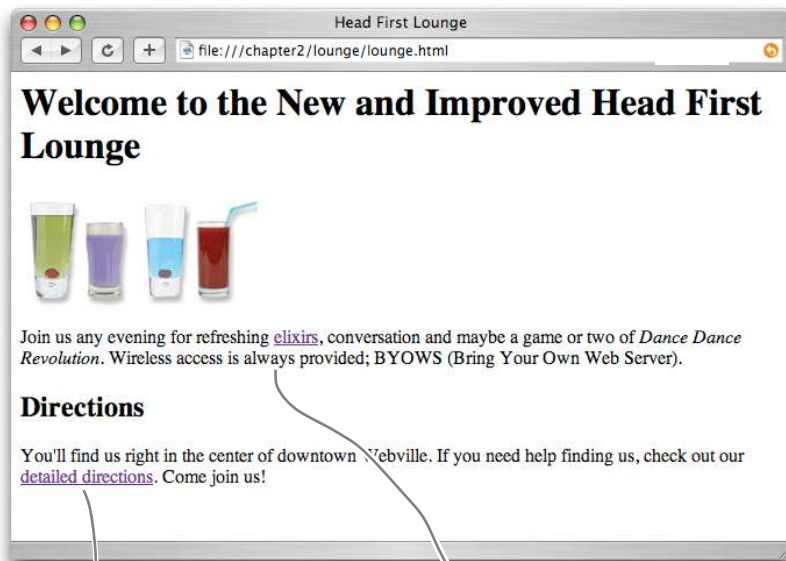 Head First Lounge
file:///chapter2/lounge/lounge.html
Welcome to the New and Improved Head First
Lounge
Join us any evening for refreshing elixirs, conversation and maybe a game or two of Dance Dance
Revolution. Wireless access is always provided; BYOWS (Bring Your Own Web Server).
Directions
You'll find us right in the center of downtown Webville. If you need help finding us, check out our
detailed directions. Come join us!